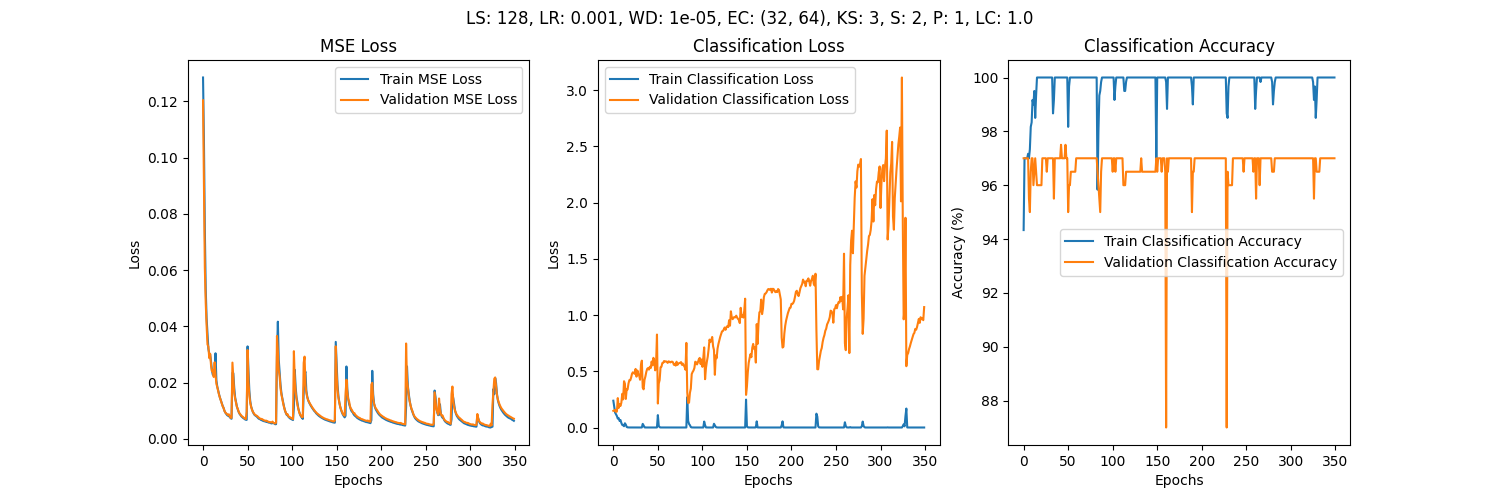 LS: 128, LR: 0.001, WD: 1e-05, EC: (32, 64), KS: 3, S: 2, P: 1, LC: 1.0
MSE Loss
Train MSE Loss
Validation MSE Loss
0.12
0.10
0.08
0.06
0.04
0.02
0.00
Loss
0 50 100 150 200 250 300 350
Epochs
Classification Loss
Train Classification Loss
Validation Classification Loss
3.0
2.5
2.0
1.5
1.0
0.5
0.0
Loss
0 50 100 150 200 250 300 350
Epochs
Classification Accuracy
100
98
96
94
92
90
88
Accuracy (%)
Train Classification Accuracy
Validation Classification Accuracy
0 50 100 150 200 250 300 350
Epochs